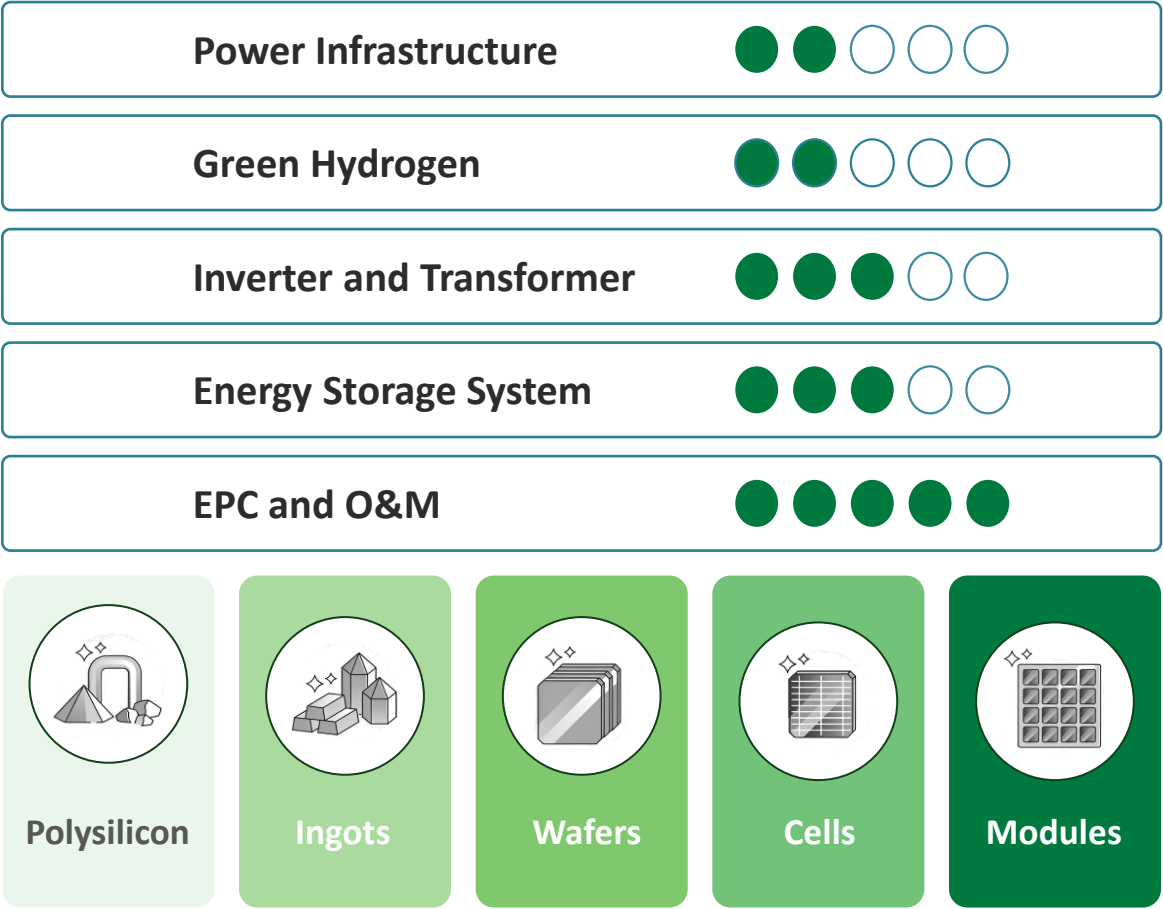 Power Infrastructure
Green Hydrogen
Inverter and Transformer
Energy Storage System
EPC and O&M
Polysilicon
Ingots
Wafers
Cells
Modules